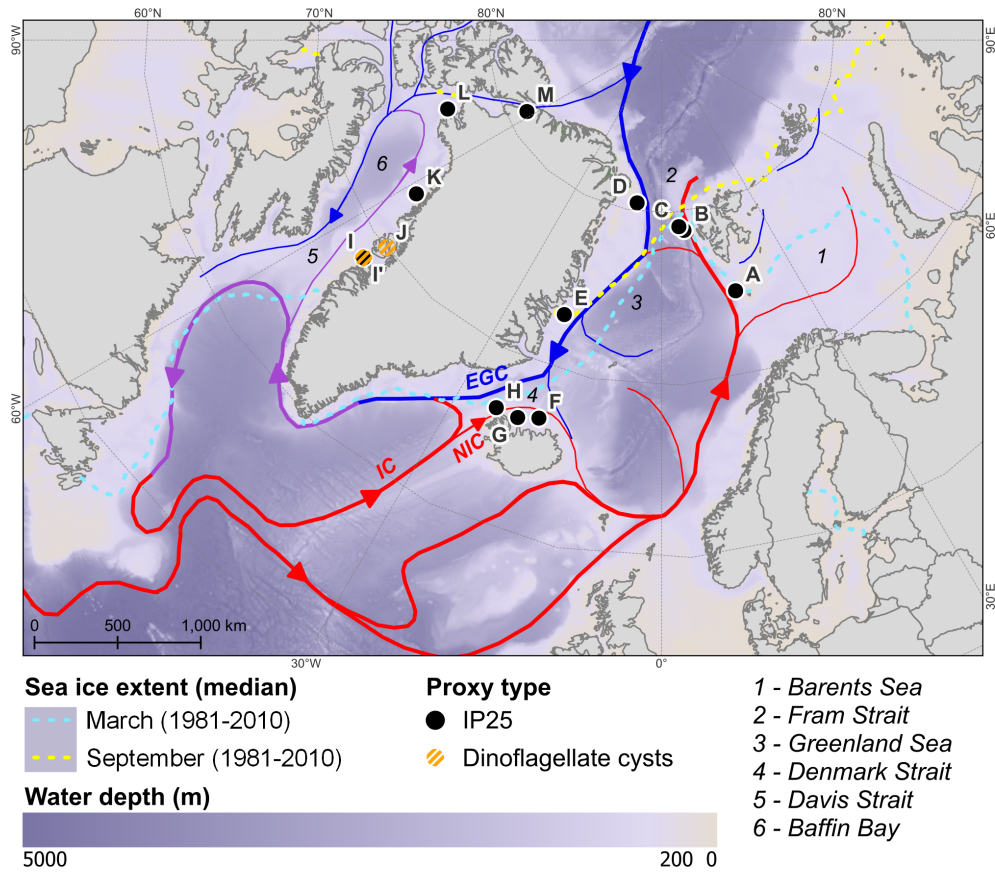 60°N 70°N 80°N 80°N
90°W
90°E
L
M
6
2
K
D
C
B
I
J
60°E
5
I'
1
A
E
3
EGC
H
4
F
60°W
G
NIC
IC
0 500 1,000 km
30°E
30°W 0°
Sea ice extent (median)
March (1981-2010)
September (1981-2010)
Water depth (m)
5000 200 0
Proxy type
IP25
Dinoflagellate cysts
1 - Barents Sea
2 - Fram Strait
3 - Greenland Sea
4 - Denmark Strait
5 - Davis Strait
6 - Baffin Bay